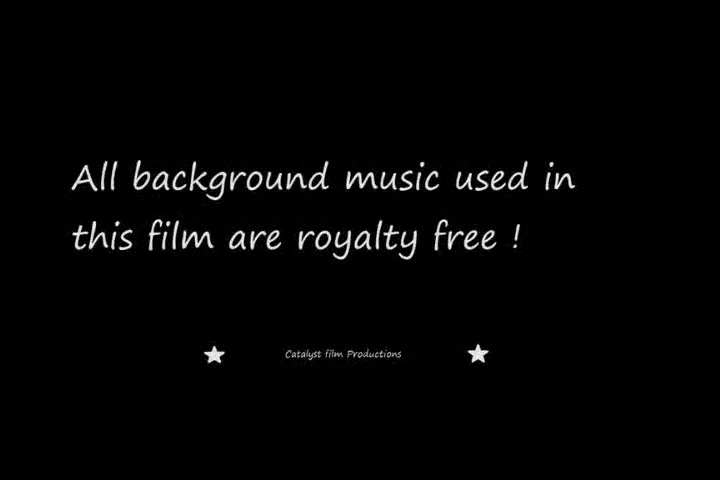 All background music used in
this film are royalty free !
Catalyst film Productions